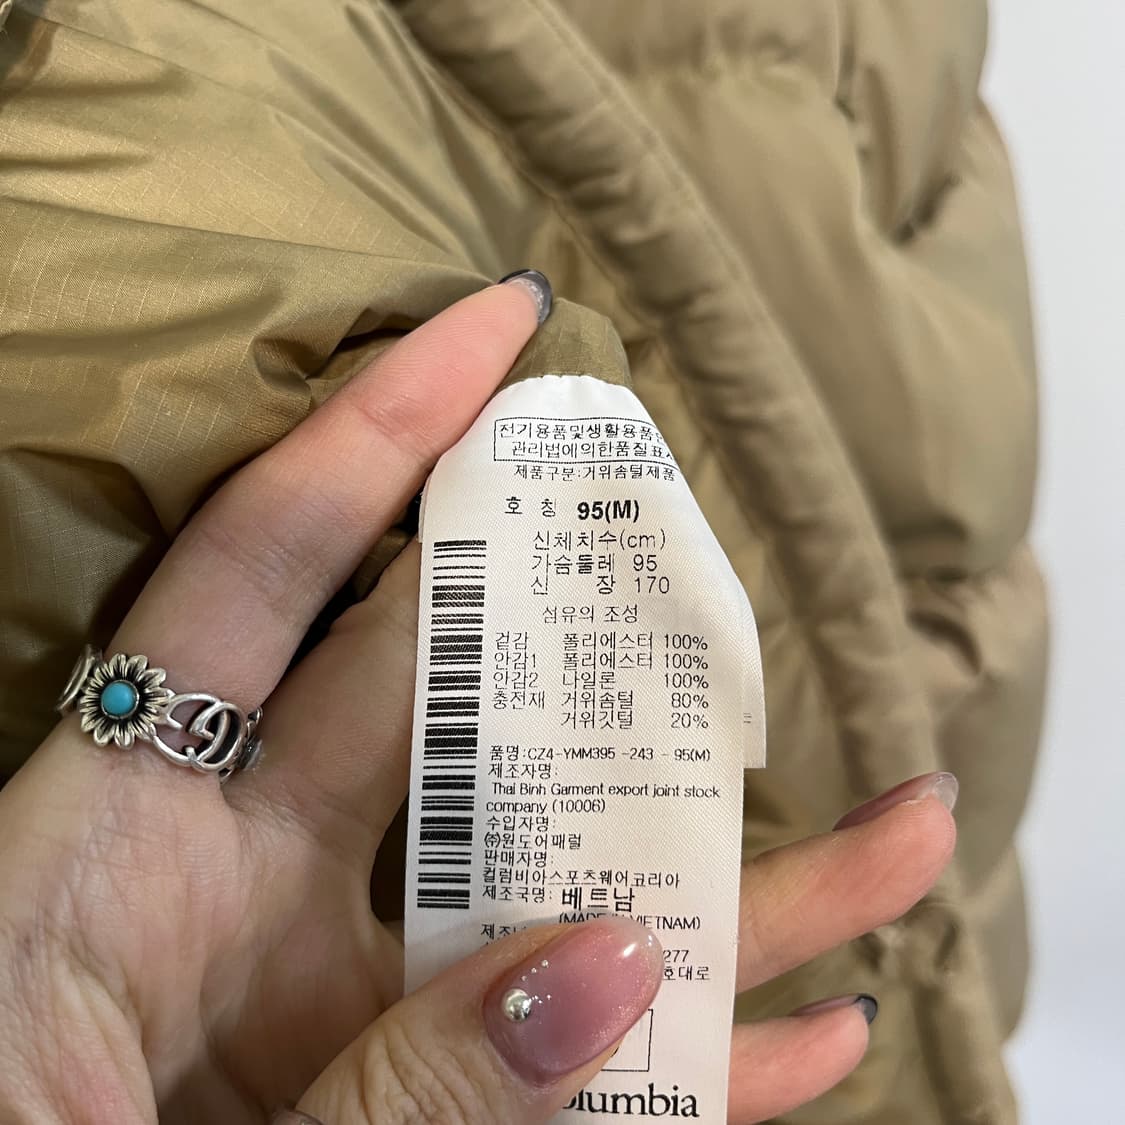 전기용품및생활용품안
관리법에의한품질표시
제품구분:거위솜털제품
호 칭 95(M)
신체치수(cm)
가슴둘레 95
신 장 170
섬유의 조성
겉감 폴리에스터 100%
안감1 폴리에스터 100%
안감2 나일론 100%
충전재 거위솜털 80%
거위깃털 20%
품명:CZ4-YMM395 -243 - 95(M)
제조자명:
Thai Binh Garment export joint stock
company (10006)
수입자명:
㈜원도어패럴
판매자명:
컬럼비아스포츠웨어코리아
제조국명: 베트남
(MADE IN VIETNAM)
277
호대로